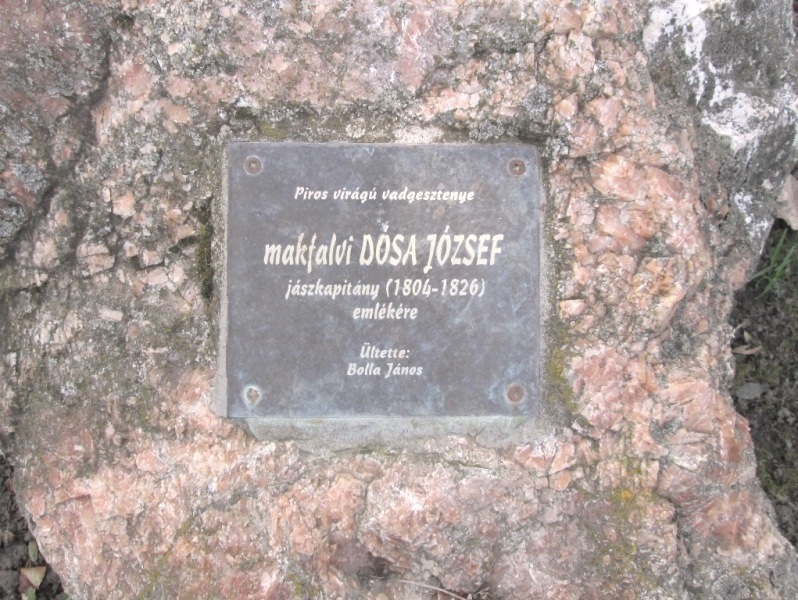 Piros virágú vadgesztenye
makfalvi DÓSA JÓZSEF
jászkapitány (1804-1826)
emlékére
Ültette:
Bolla János